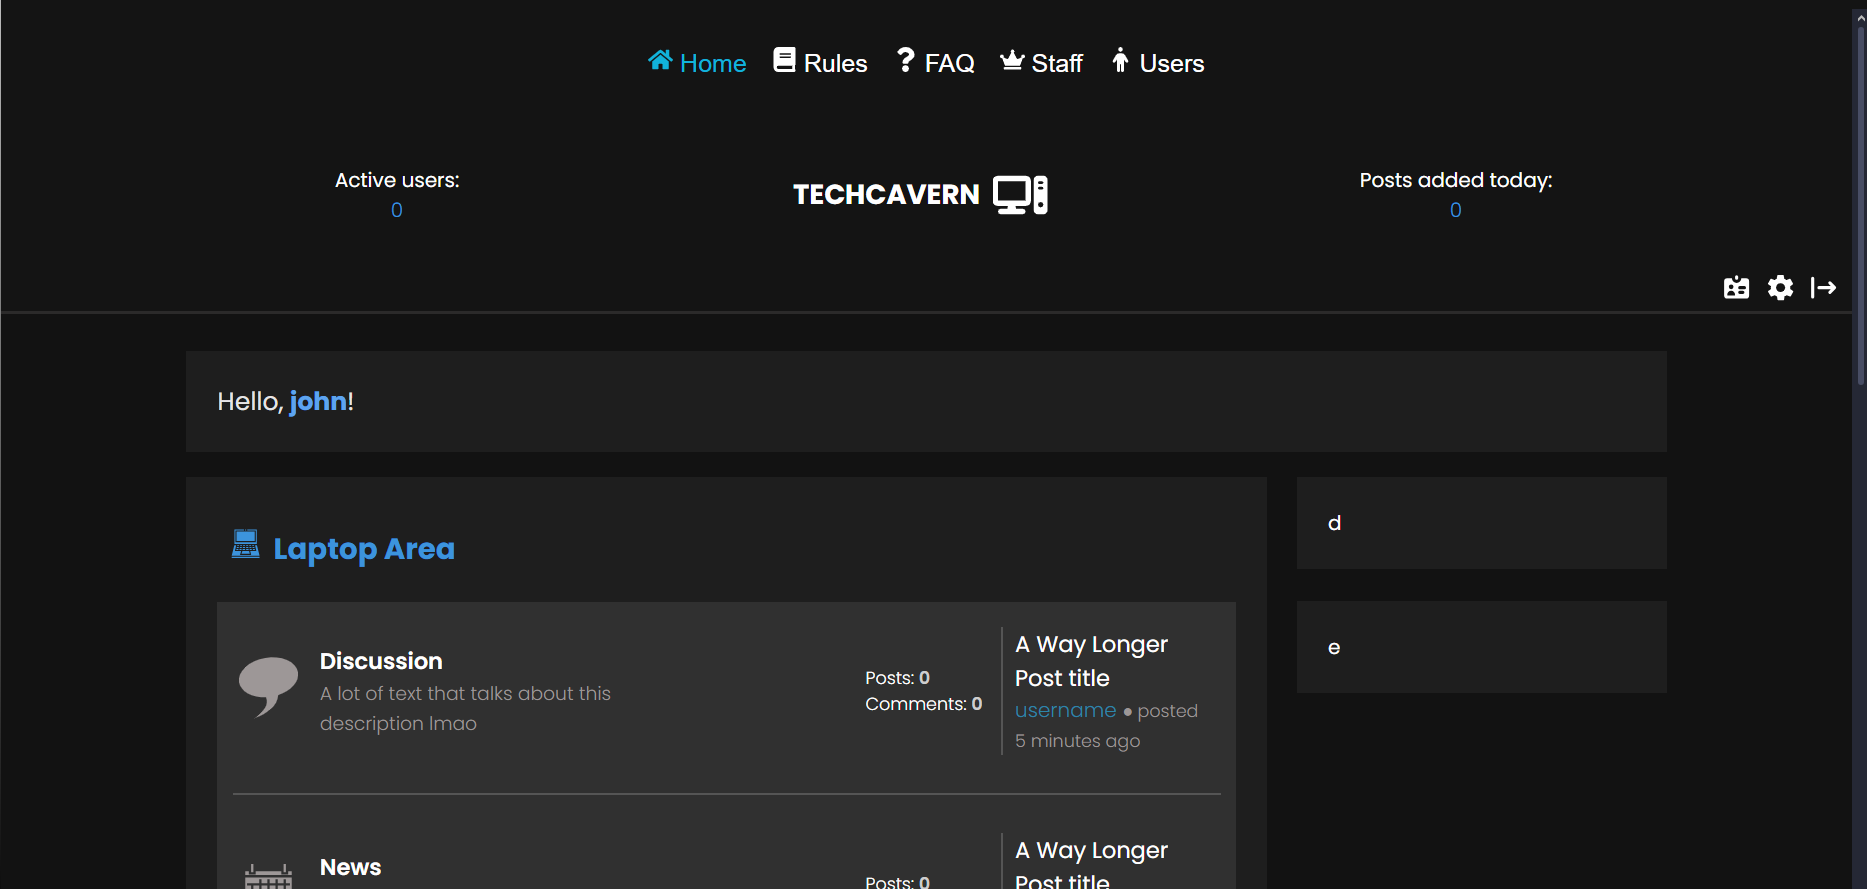 Home Rules FAQ Staff Users
Active users:
0
TECHCAVERN
Posts added today:
0
Hello, john!
Laptop Area
Discussion
A lot of text that talks about this
description lmao
Posts: 0
Comments: 0
A Way Longer
Post title
username ● posted
5 minutes ago
News
Posts: 0
A Way Longer
Post title
d
e